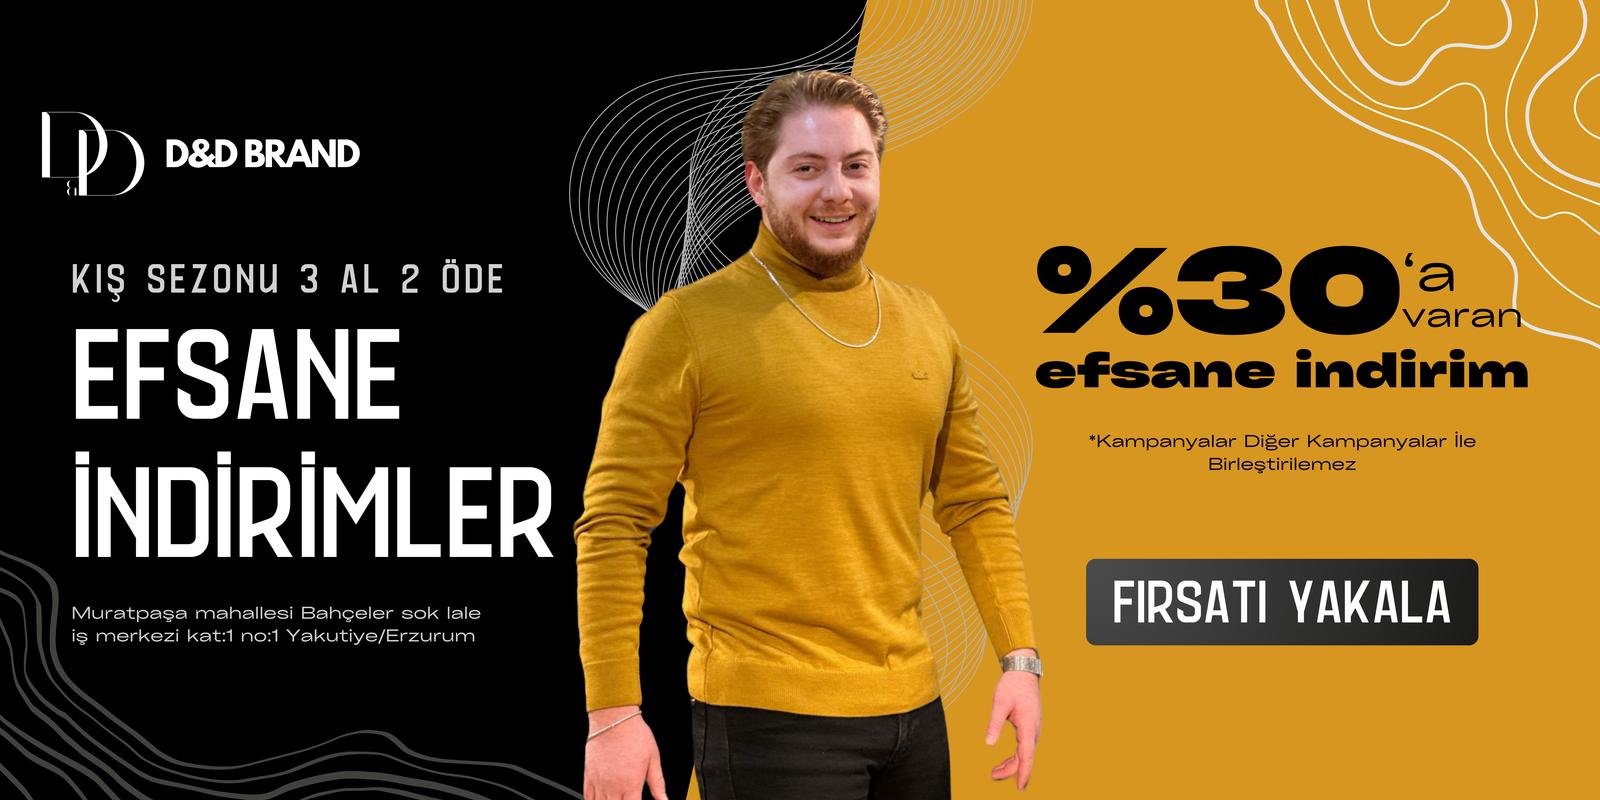 D&D
D&D BRAND
KIŞ SEZONU 3 AL 2 ÖDE
EFSANE
İNDİRİMLER
Muratpaşa mahallesi Bahçeler sok lale
iş merkezi kat:1 no:1 Yakutiye/Erzurum
%30'a
varan
efsane indirim
*Kampanyalar Diğer Kampanyalar İle
Birleştirilemez
FIRSATI YAKALA